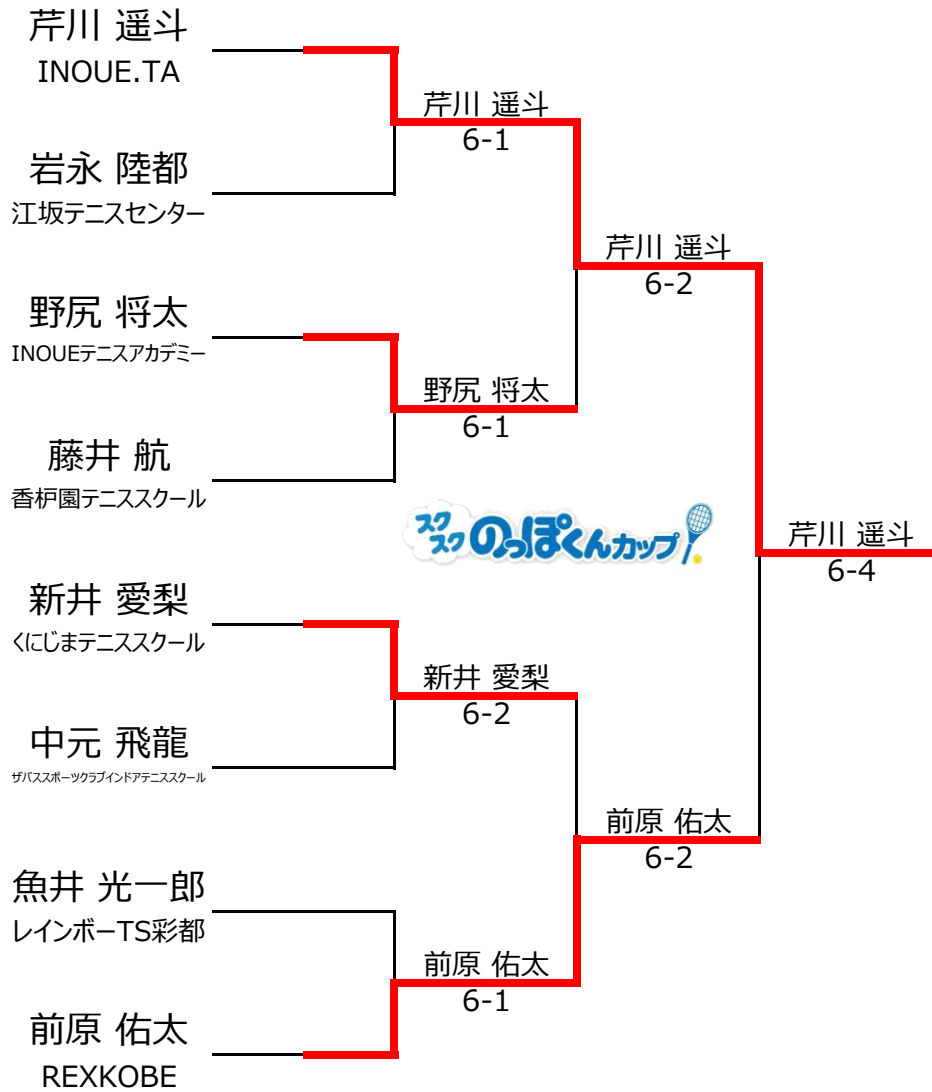 芹川 遥斗
INOUE.TA
芹川 遥斗
6-1
岩永 陸都
江坂テニスセンター
芹川 遥斗
6-2
野尻 将太
INOUEテニスアカデミー
野尻 将太
6-1
藤井 航
香枦園テニススクール
スクスク のっぽくんカップ
芹川 遥斗
6-4
新井 愛梨
くにじまテニススクール
新井 愛梨
6-2
中元 飛龍
ザバススポーツクラブインドアテニススクール
前原 佑太
6-2
魚井 光一郎
レインボーTS彩都
前原 佑太
6-1
前原 佑太
REXKOBE